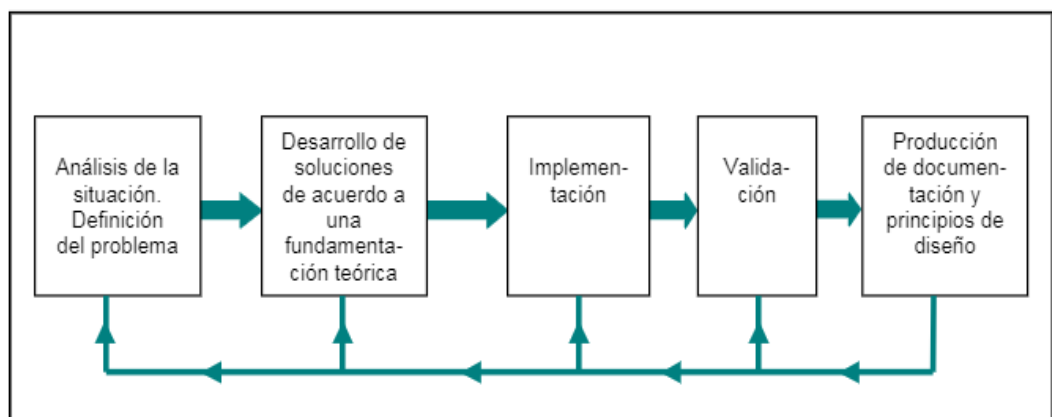 Análisis de la
situación.
Definición
del problema
Desarrollo de
soluciones
de acuerdo a
una
fundamenta-
ción teórica
Implemen-
tación
Valida-
ción
Producción
de documen-
tación y
principios de
diseño